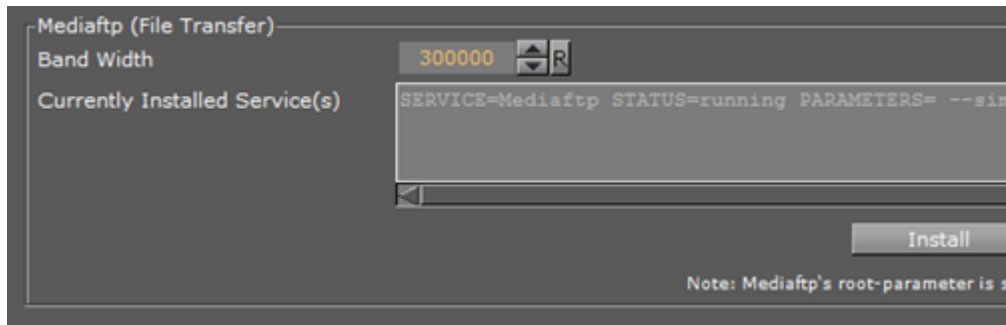 Mediaftp (File Transfer)
Band Width 300000 R
Currently Installed Service(s) SERVICE=Mediaftp STATUS=running PARAMETERS= --sin
Install
Note: Mediaftp's root-parameter is s